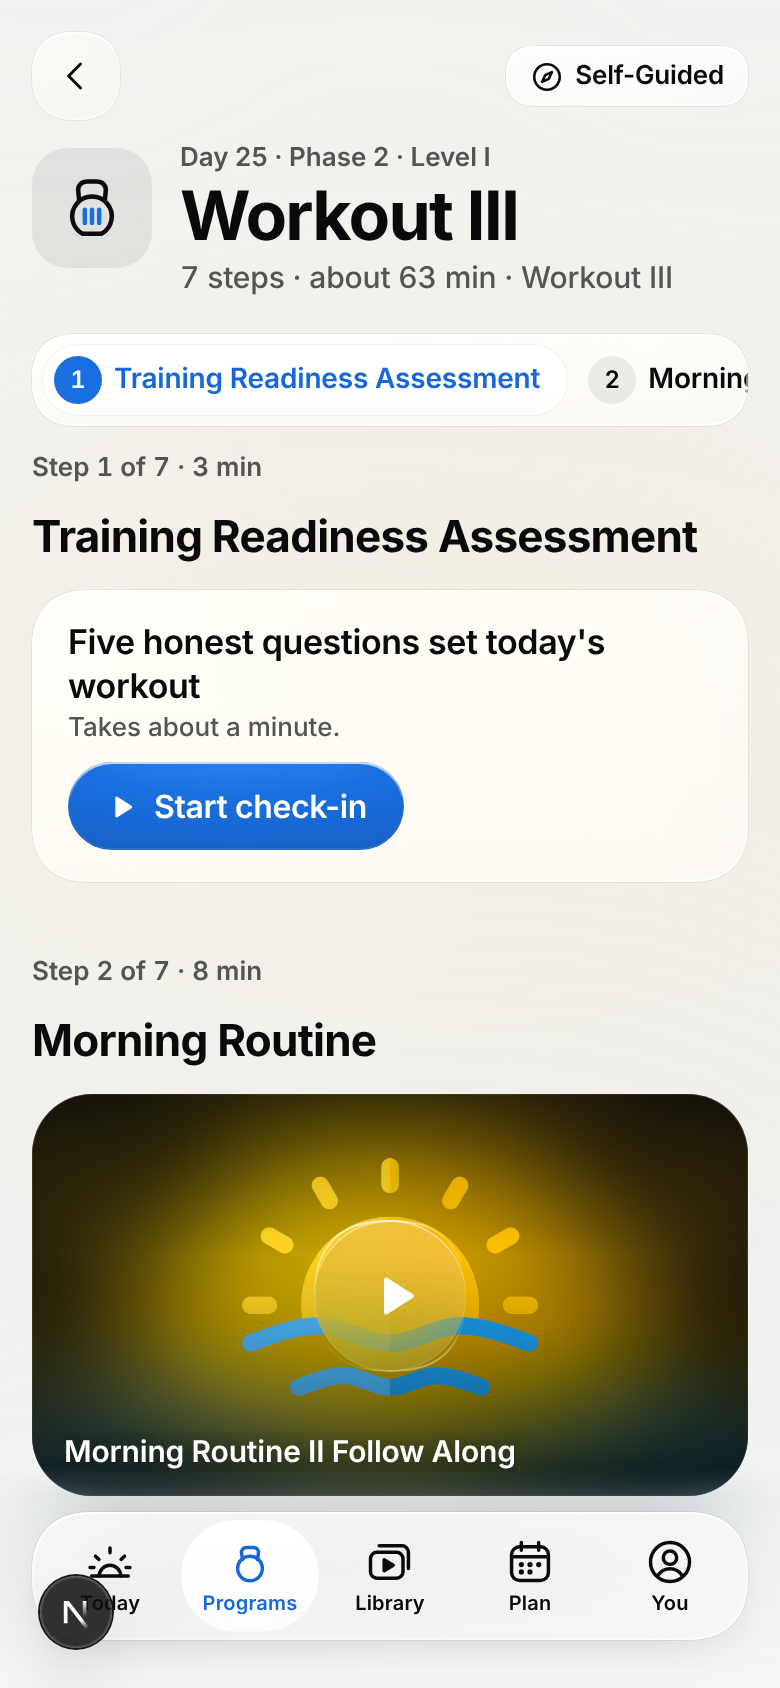 Self-Guided
Day 25 · Phase 2 · Level I
Workout III
7 steps · about 63 min · Workout III
1 Training Readiness Assessment 2 Morning
Step 1 of 7 · 3 min
Training Readiness Assessment
Five honest questions set today's
workout
Takes about a minute.
Start check-in
Step 2 of 7 · 8 min
Morning Routine
Morning Routine II Follow Along
Today Programs Library Plan You
N